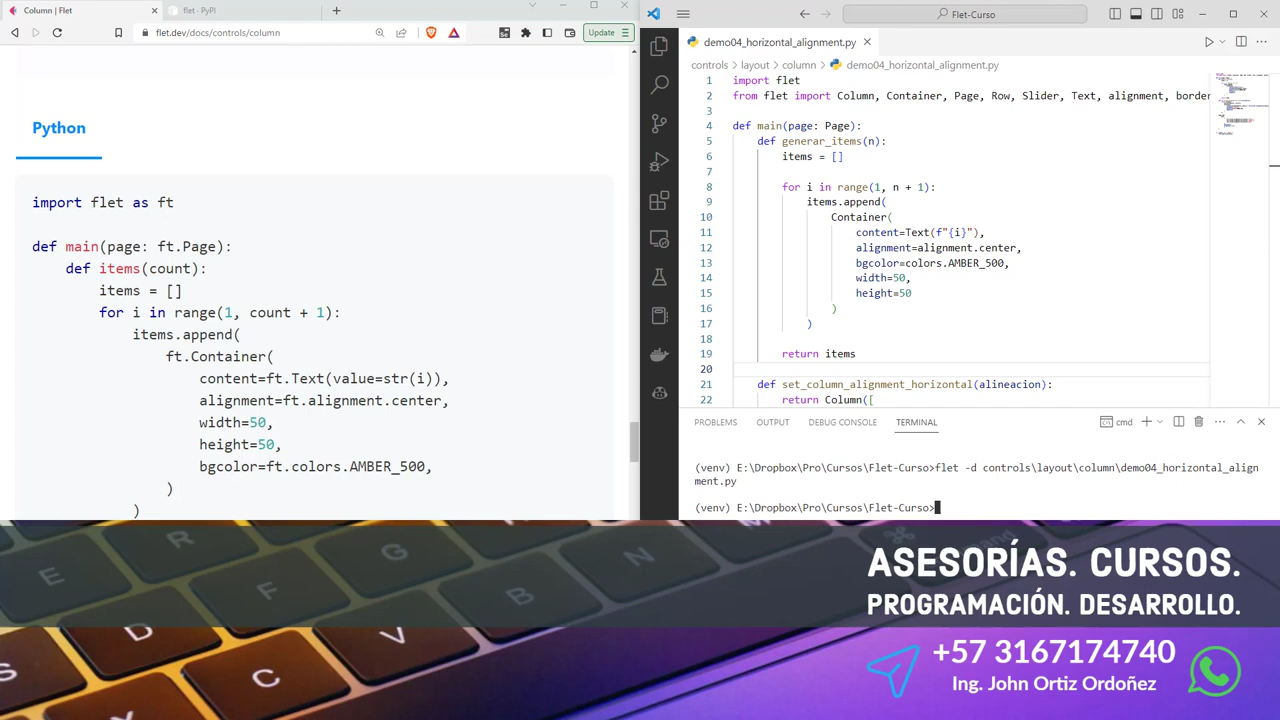 Column | Flet
flet · PyPI
flet.dev/docs/controls/column
Update
Python
import flet as ft
def main(page: ft.Page):
def items(count):
items = []
for i in range(1, count + 1):
items.append(
ft.Container(
content=ft.Text(value=str(i)),
alignment=ft.alignment.center,
width=50,
height=50,
bgcolor=ft.colors.AMBER_500,
)
)
Flet-Curso
demo04_horizontal_alignment.py
controls
layout
column
demo04_horizontal_alignment.py
1 import flet
2 from flet import Column, Container, Page, Row, Slider, Text, alignment, border
3
4 def main(page: Page):
5 def generar_items(n):
6 items = []
7
8 for i in range(1, n + 1):
9 items.append(
10 Container(
11 content=Text(f"{i}"),
12 alignment=alignment.center,
13 bgcolor=colors.AMBER_500,
14 width=50,
15 height=50
16 )
17 )
18
19 return items
20
21 def set_column_alignment_horizontal(alineacion):
22 return Column([
PROBLEMS OUTPUT DEBUG CONSOLE TERMINAL
cmd
(venv) E:\Dropbox\Pro\Cursos\Flet-Curso>flet -d controls\layout\column\demo04_horizontal_align
ment.py
(venv) E:\Dropbox\Pro\Cursos\Flet-Curso>
ASESORÍAS. CURSOS.
PROGRAMACIÓN. DESARROLLO.
+57 3167174740
Ing. John Ortiz Ordoñez
E
R
F
G
B
N
D
V
C
S